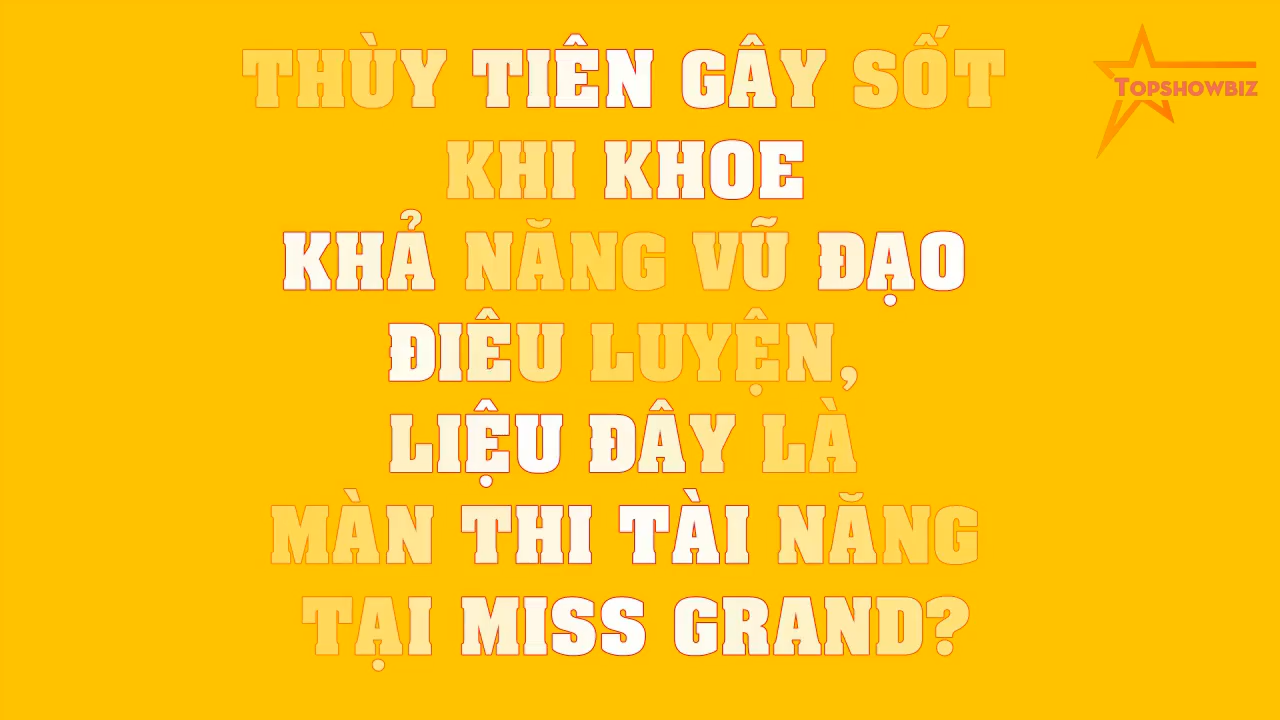 THÙY TIÊN GÂY SỐT
KHI KHOE
KHẢ NĂNG VŨ ĐẠO
ĐIÊU LUYỆN,
LIỆU ĐÂY LÀ
MÀN THI TÀI NĂNG
TẠI MISS GRAND?
TOPSHOWBIZ